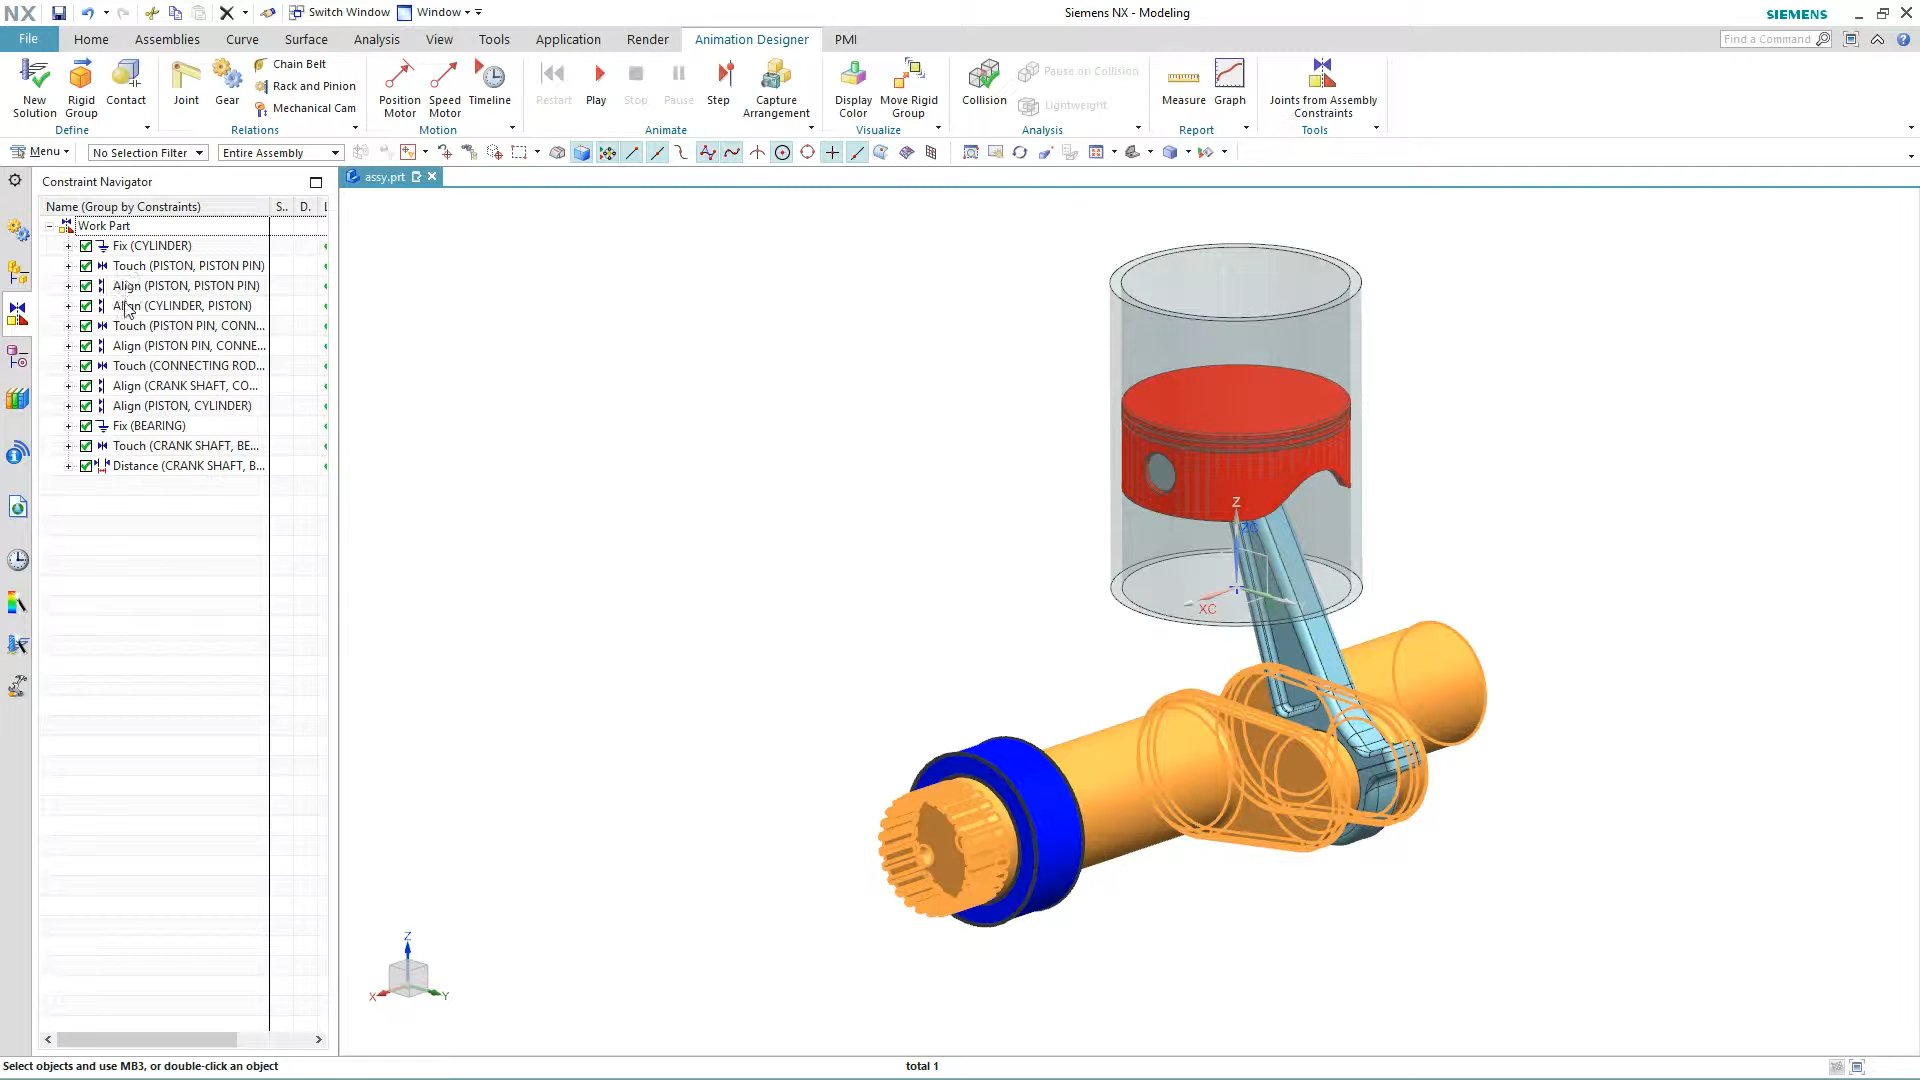 NX
Switch Window
Window
Siemens NX - Modeling
SIEMENS
File
Home
Assemblies
Curve
Surface
Analysis
View
Tools
Application
Render
Animation Designer
PMI
Find a Command
New Solution
Rigid Group
Contact
Define
Joint
Gear
Chain Belt
Rack and Pinion
Mechanical Cam
Relations
Position Motor
Speed Motor
Timeline
Motion
Restart
Play
Stop
Pause
Step
Capture Arrangement
Animate
Display Color
Move Rigid Group
Visualize
Collision
Pause on Collision
Lightweight
Analysis
Measure
Graph
Report
Joints from Assembly Constraints
Tools
Menu
No Selection Filter
Entire Assembly
Constraint Navigator
assy.prt
Name (Group by Constraints)
S..
D.
Work Part
Fix (CYLINDER)
Touch (PISTON, PISTON PIN)
Align (PISTON, PISTON PIN)
Align (CYLINDER, PISTON)
Touch (PISTON PIN, CONN...
Align (PISTON PIN, CONNE...
Touch (CONNECTING ROD...
Align (CRANK SHAFT, CO...
Align (PISTON, CYLINDER)
Fix (BEARING)
Touch (CRANK SHAFT, BE...
Distance (CRANK SHAFT, B...
Z
XC
Z
X
Y
Select objects and use MB3, or double-click an object
total 1